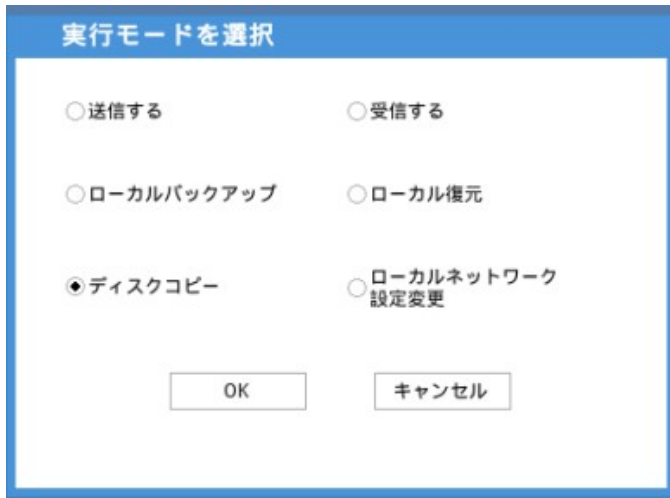 実行モードを選択
送信する
受信する
ローカルバックアップ
ローカル復元
ディスクコピー
ローカルネットワーク
設定変更
OK
キャンセル